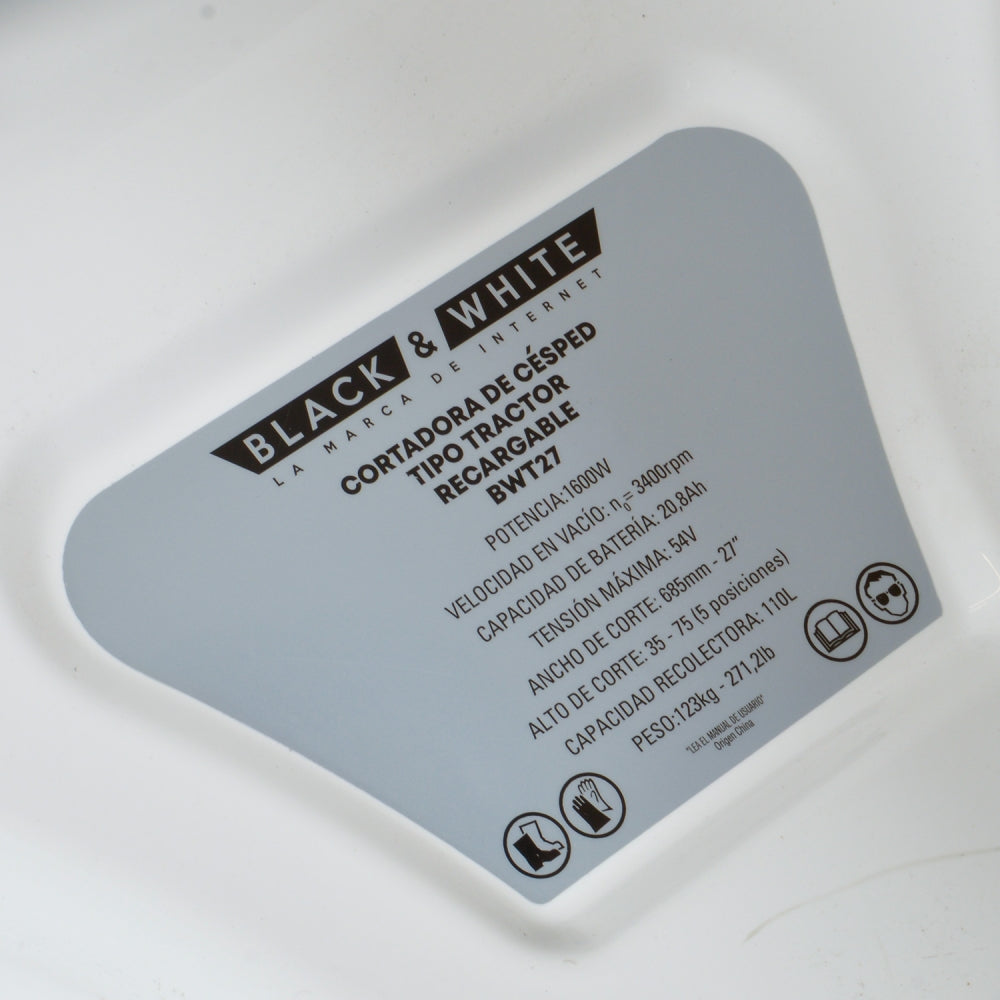 BLACK & WHITE
LA MARCA DE INTERNET
CORTADORA DE CÉSPED
TIPO TRACTOR
RECARGABLE
BWT27
POTENCIA:1600W
VELOCIDAD EN VACÍO: n₀= 3400rpm
CAPACIDAD DE BATERÍA: 20,8Ah
TENSIÓN MÁXIMA: 54V
ANCHO DE CORTE: 685mm - 27"
ALTO DE CORTE: 35 - 75 (5 posiciones)
CAPACIDAD RECOLECTORA: 110L
PESO:123kg - 271,2lb
"LEA EL MANUAL DE USUARIO"
Origen China